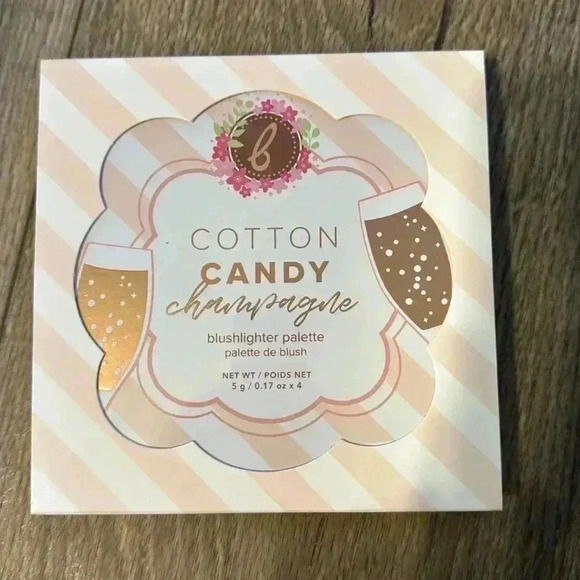 b
COTTON
CANDY
champagne
blushlighter palette
palette de blush
NET WT / POIDS NET
5 g / 0.17 oz x 4